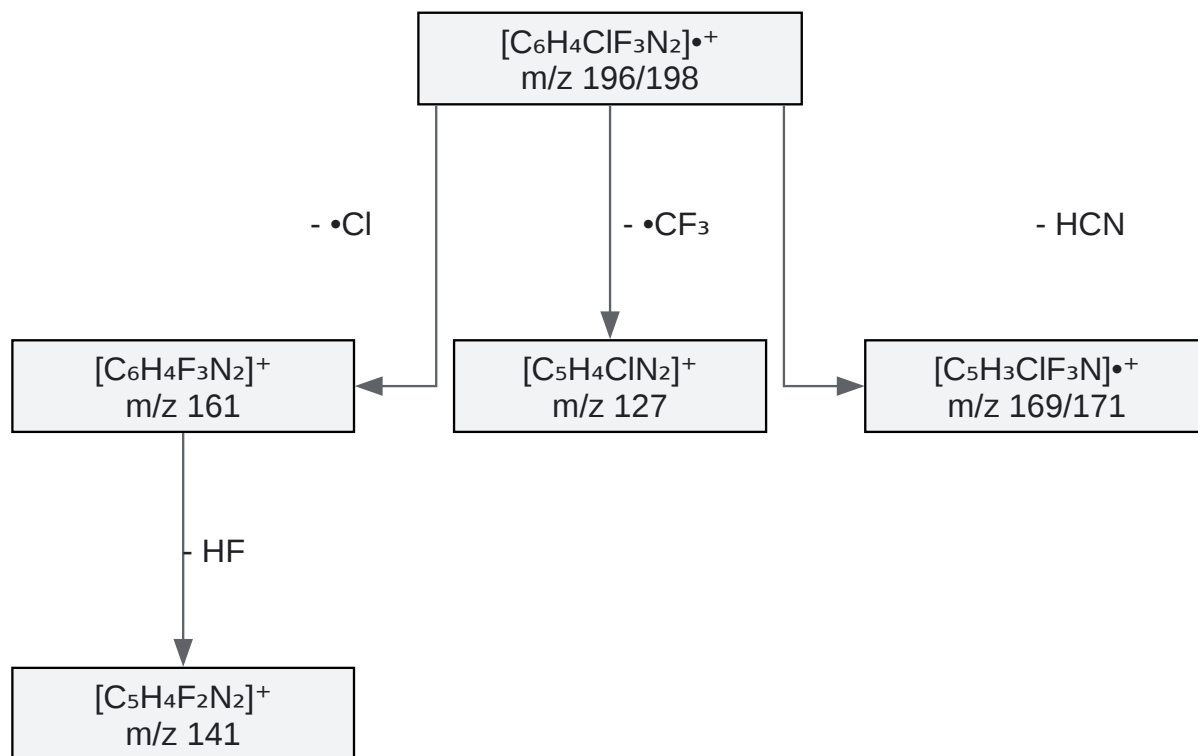 [C₆H₄ClF₃N₂]•⁺
m/z 196/198
- •Cl
- •CF₃
- HCN
[C₆H₄F₃N₂]⁺
m/z 161
[C₅H₄ClN₂]⁺
m/z 127
[C₅H₃ClF₃N]•⁺
m/z 169/171
- HF
[C₅H₄F₂N₂]⁺
m/z 141